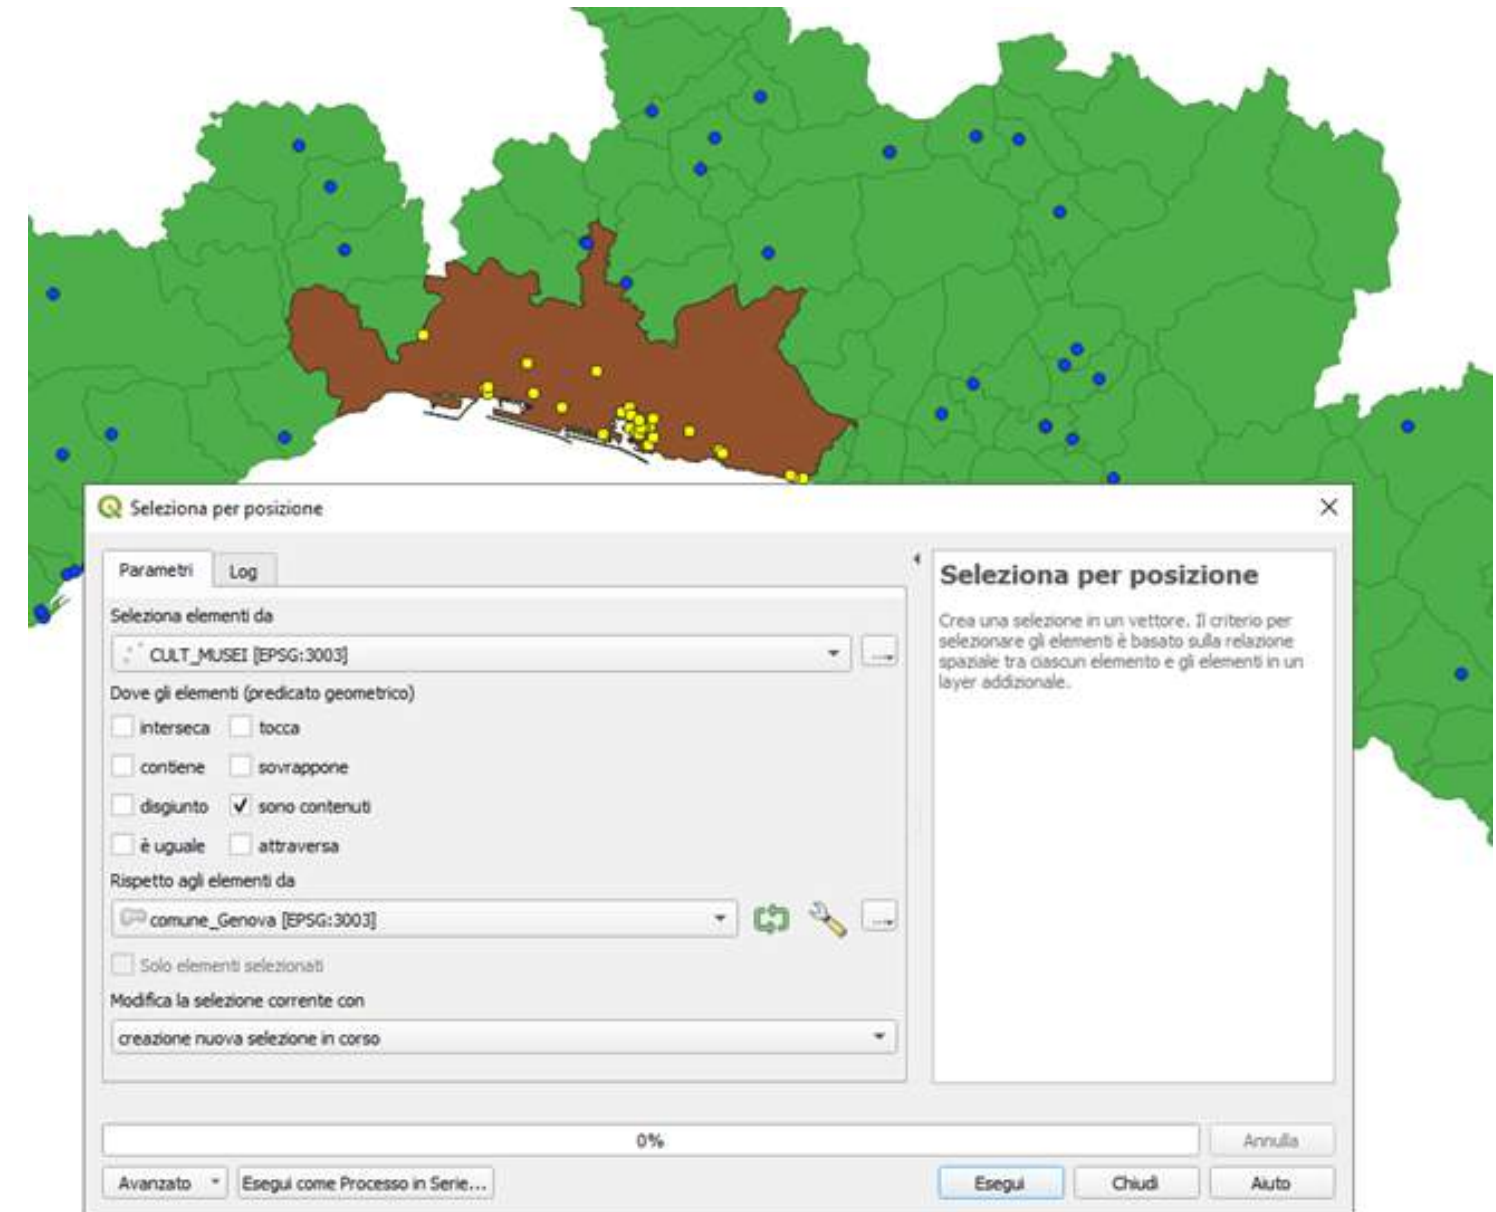 Seleziona per posizione
Parametri Log
Seleziona elementi da
CULT_MUSEI [EPSG:3003]
...
Dove gli elementi (predicato geometrico)
interseca tocca
contiene sovrappone
disgiunto sono contenuti
è uguale attraversa
Rispetto agli elementi da
comune_Genova [EPSG:3003]
...
Solo elementi selezionati
Modifica la selezione corrente con
creazione nuova selezione in corso
Seleziona per posizione
Crea una selezione in un vettore. Il criterio per
selezionare gli elementi è basato sulla relazione
spaziale tra ciascun elemento e gli elementi in un
layer addizionale.
0%
Annulla
Avanzato Esegui come Processo in Serie...
Esegui Chiudi Aiuto